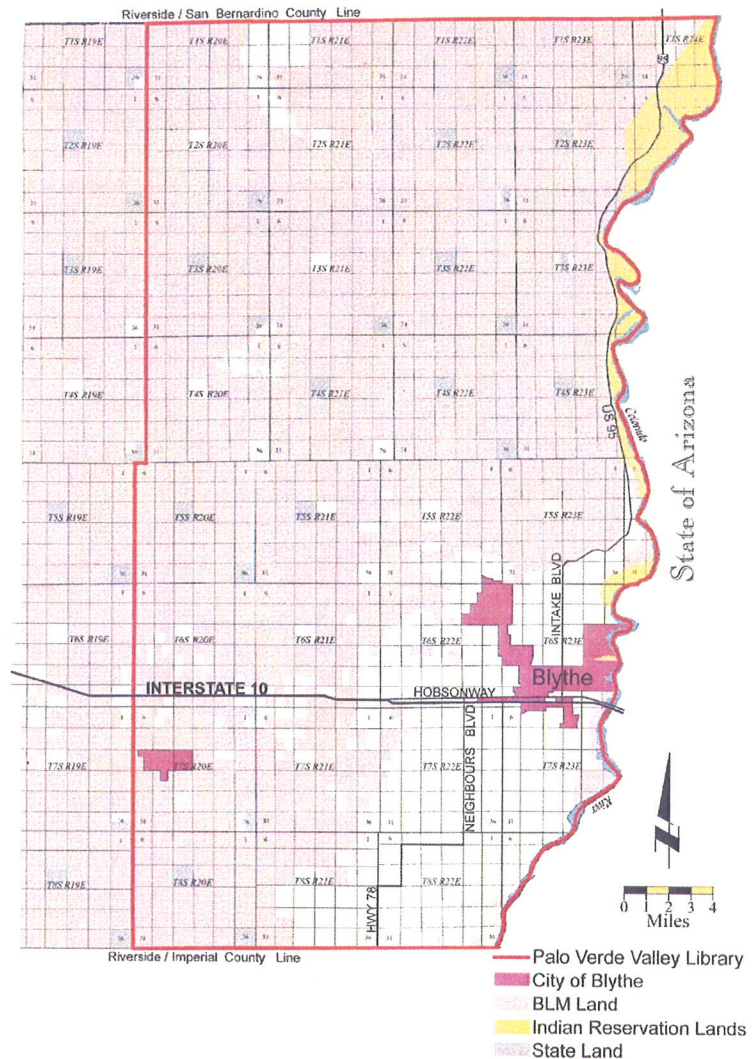 Riverside / San Bernardino County Line
T1S R19E T1S R20E T1S R21E T1S R22E T1S R23E T1S R24E
95
T2S R19E T2S R20E T2S R21E T2S R22E T2S R23E
T3S R19E T3S R20E T3S R21E T3S R22E T3S R23E
T4S R19E T4S R20E T4S R21E T4S R22E T4S R23E
US 95
Colorado
State of Arizona
T5S R19E T5S R20E T5S R21E T5S R22E T5S R23E
INTAKE BLVD
T6S R19E T6S R20E T6S R21E T6S R22E T6S R23E
Blythe
INTERSTATE 10
HOBSONWAY
NEIGHBOURS BLVD
T7S R19E T7S R20E T7S R21E T7S R22E T7S R23E
River
T8S R19E T8S R20E T8S R21E T8S R22E
HWY 78
N
0 1 2 3 4
Miles
Riverside / Imperial County Line
Palo Verde Valley Library
City of Blythe
BLM Land
Indian Reservation Lands
State Land